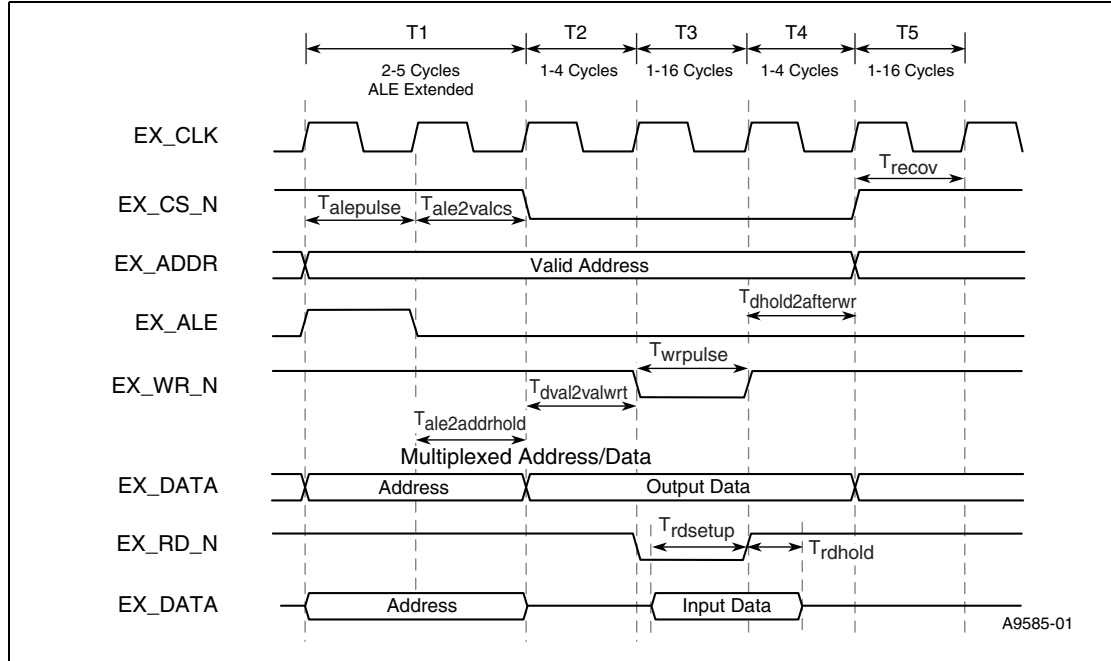 T1 T2 T3 T4 T5
2-5 Cycles 1-4 Cycles 1-16 Cycles 1-4 Cycles 1-16 Cycles
ALE Extended
EX_CLK
Trecov
EX_CS_N
Talepulse Tale2valcs
EX_ADDR
Valid Address
Tdhold2afterwr
EX_ALE
Twrpulse
EX_WR_N
Tdval2valwrt
Tale2addrhold
Multiplexed Address/Data
EX_DATA Address Output Data
EX_RD_N
Trdsetup
Trdhold
EX_DATA Address Input Data
A9585-01